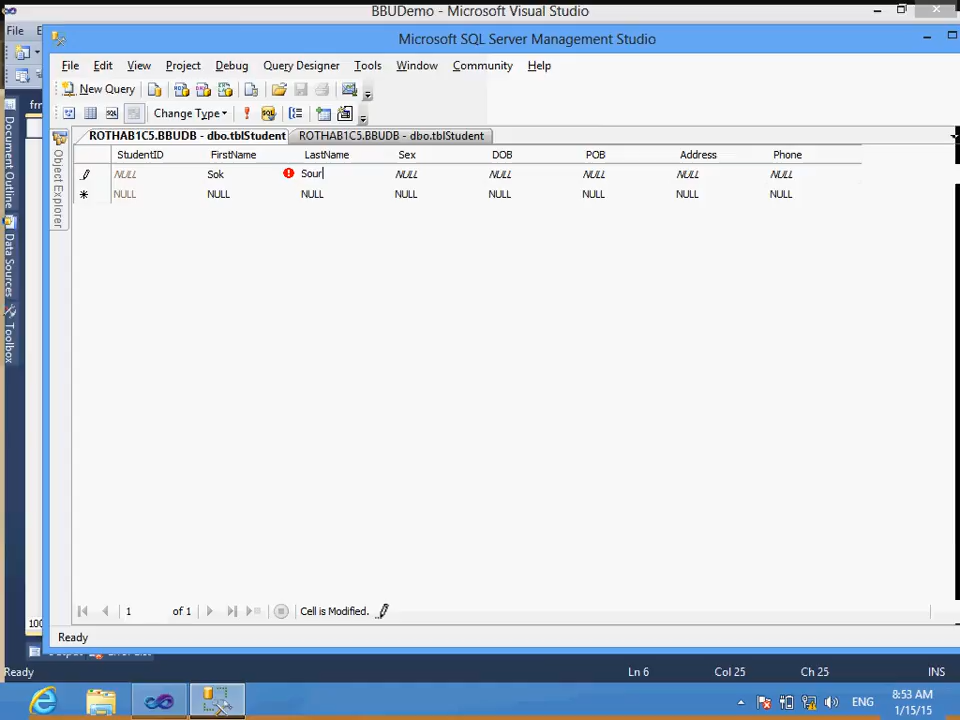 BBUDemo - Microsoft Visual Studio
File
Microsoft SQL Server Management Studio
File Edit View Project Debug Query Designer Tools Window Community Help
New Query
Change Type
ROTHAB1C5.BBUDB - dbo.tblStudent ROTHAB1C5.BBUDB - dbo.tblStudent
StudentID FirstName LastName Sex DOB POB Address Phone
NULL Sok Sour NULL NULL NULL NULL NULL
NULL NULL NULL NULL NULL NULL NULL NULL
Document Outline
Data Sources
Toolbox
Object Explorer
1 of 1 Cell is Modified.
Ready
Ready Ln 6 Col 25 Ch 25 INS
ENG
8:53 AM
1/15/15